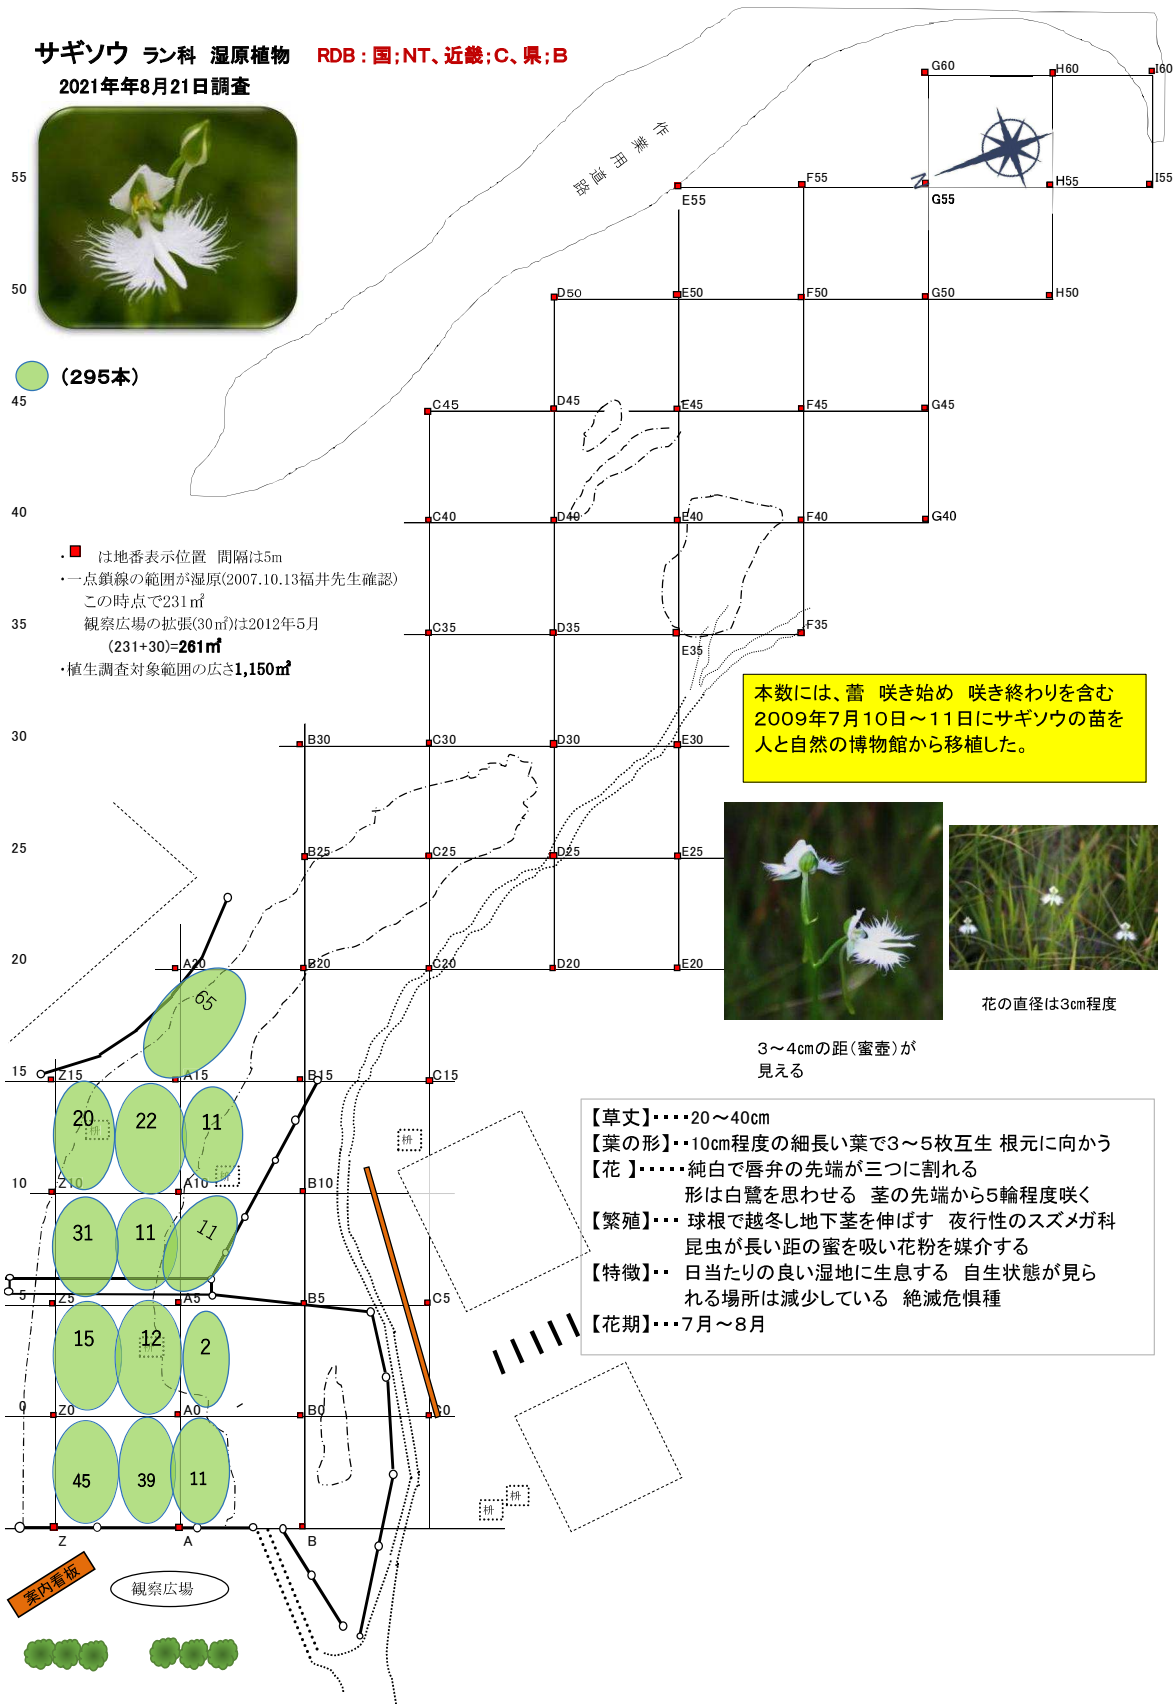 サギソウ ラン科 湿原植物 RDB：国;NT、近畿;C、県;B
2021年年8月21日調査
(295本)
55
50
45
40
35
30
25
20
15
10
5
0
作業用道路
G60 H60 I60
E55 F55 G55 H55 I55
D50 E50 F50 G50 H50
C45 D45 E45 F45 G45
C40 D40 E40 F40 G40
C35 D35 E35 F35
B30 C30 D30 E30
B25 C25 D25 E25
A20 B20 C20 D20 E20
Z15 A15 B15 C15
Z10 A10 B10
Z5 A5 B5 C5
Z0 A0 B0 C0
Z A B
N
・ は地番表示位置 間隔は5m
・一点鎖線の範囲が湿原(2007.10.13福井先生確認)
この時点で231㎡
観察広場の拡張(30㎡)は2012年5月
(231+30)=261㎡
・植生調査対象範囲の広さ1,150㎡
本数には、蕾 咲き始め 咲き終わりを含む
2009年7月10日～11日にサギソウの苗を
人と自然の博物館から移植した。
花の直径は3㎝程度
3～4㎝の距(蜜壺)が
見える
65
20 22 11
31 11 11
15 12 2
45 39 11
枡
枡
枡
枡
枡
枡
【草丈】････20～40㎝
【葉の形】･･10㎝程度の細長い葉で3～5枚互生 根元に向かう
【花 】･････純白で唇弁の先端が三つに割れる
形は白鷺を思わせる 茎の先端から5輪程度咲く
【繁殖】･･･ 球根で越冬し地下茎を伸ばす 夜行性のスズメガ科
昆虫が長い距の蜜を吸い花粉を媒介する
【特徴】･･ 日当たりの良い湿地に生息する 自生状態が見ら
れる場所は減少している 絶滅危惧種
【花期】･･･7月～8月
案内看板
観察広場